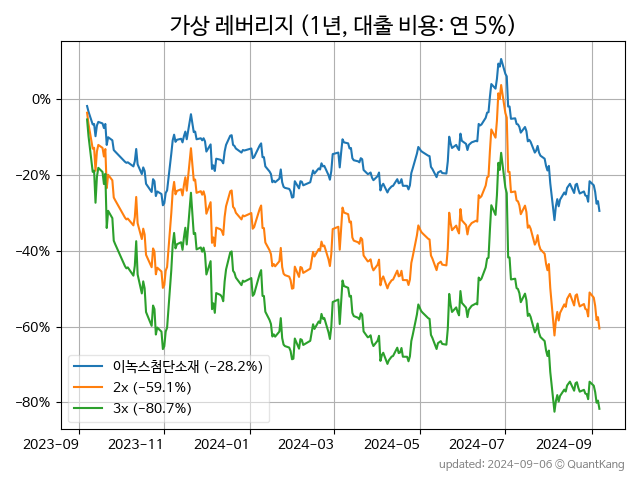 가상 레버리지 (1년, 대출 비용: 연 5%)
0%
−20%
−40%
−60%
−80%
이녹스첨단소재 (−28.2%)
2x (−59.1%)
3x (−80.7%)
2023-09
2023-11
2024-01
2024-03
2024-05
2024-07
2024-09
updated: 2024-09-06 © QuantKang